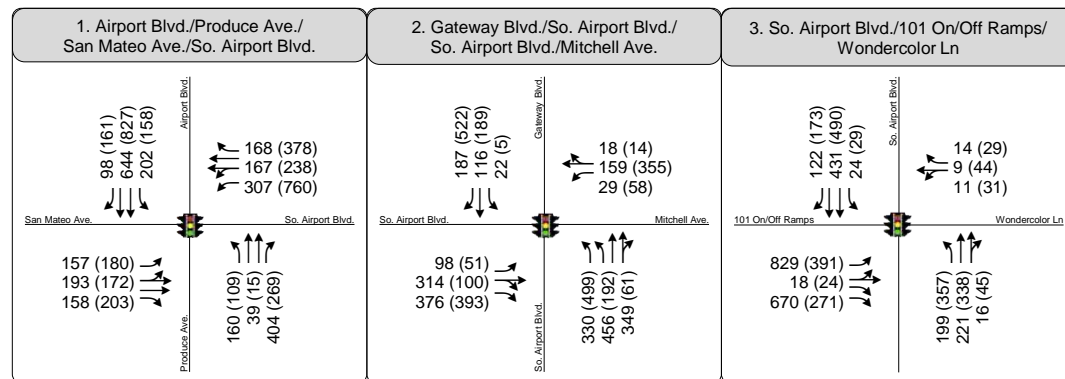 1. Airport Blvd./Produce Ave./
San Mateo Ave./So. Airport Blvd.
Airport Blvd.
98 (161)
644 (827)
202 (158)
168 (378)
167 (238)
307 (760)
San Mateo Ave.
So. Airport Blvd.
157 (180)
193 (172)
158 (203)
160 (109)
39 (15)
404 (269)
Produce Ave.
2. Gateway Blvd./So. Airport Blvd./
So. Airport Blvd./Mitchell Ave.
Gateway Blvd.
187 (522)
116 (189)
22 (5)
18 (14)
159 (355)
29 (58)
So. Airport Blvd.
Mitchell Ave.
98 (51)
314 (100)
376 (393)
330 (499)
456 (192)
349 (61)
So. Airport Blvd.
3. So. Airport Blvd./101 On/Off Ramps/
Wondercolor Ln
So. Airport Blvd.
122 (173)
431 (490)
24 (29)
14 (29)
9 (44)
11 (31)
101 On/Off Ramps
Wondercolor Ln
829 (391)
18 (24)
670 (271)
199 (357)
221 (338)
16 (45)